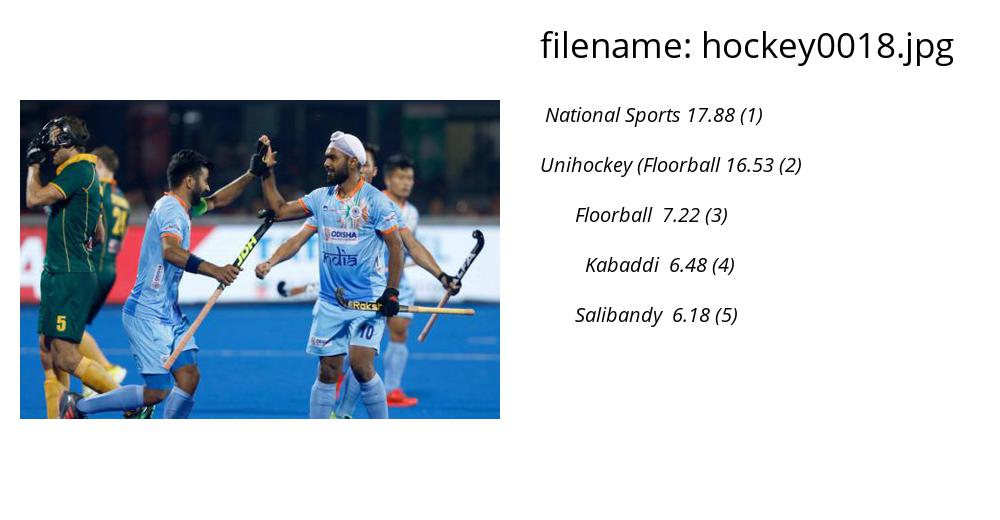 filename: hockey0018.jpg
National Sports 17.88 (1)
Unihockey (Floorball 16.53 (2)
Floorball 7.22 (3)
Kabaddi 6.48 (4)
Salibandy 6.18 (5)
ODISHA
india
10
5